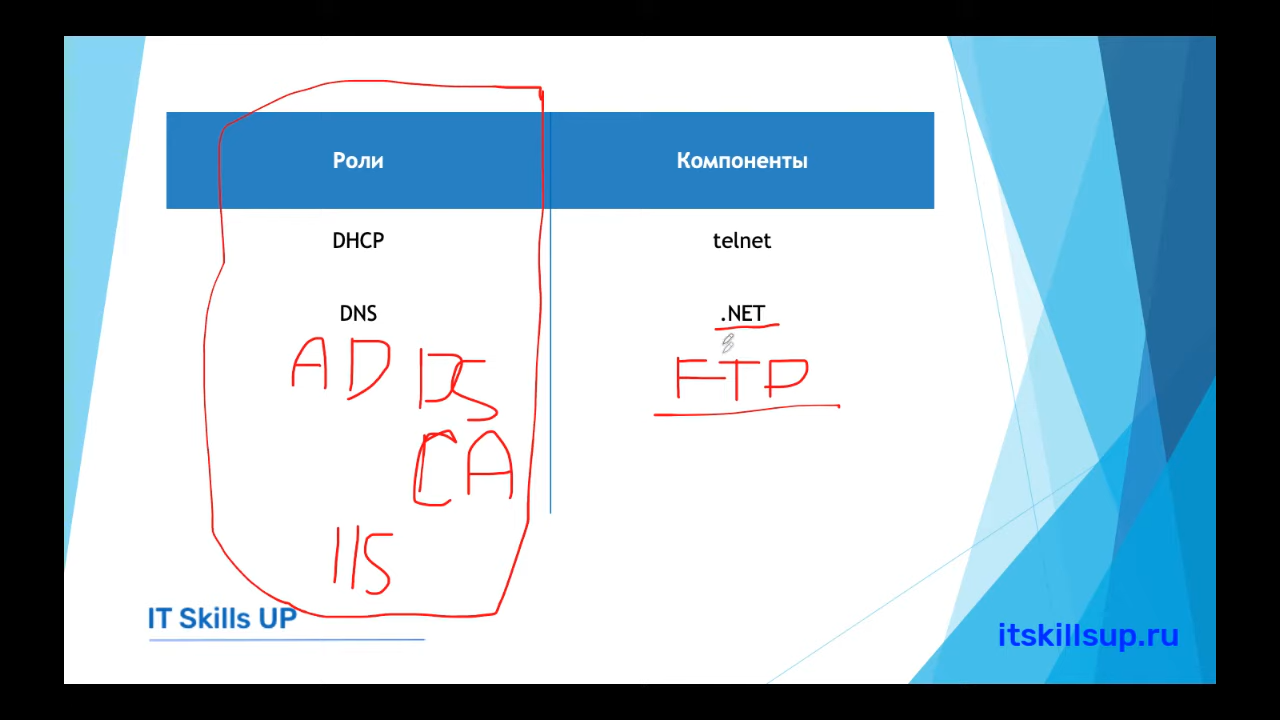 Роли Компоненты
DHCP telnet
DNS .NET
AD DS FTP
CA
IIS
IT Skills UP
itskillsup.ru